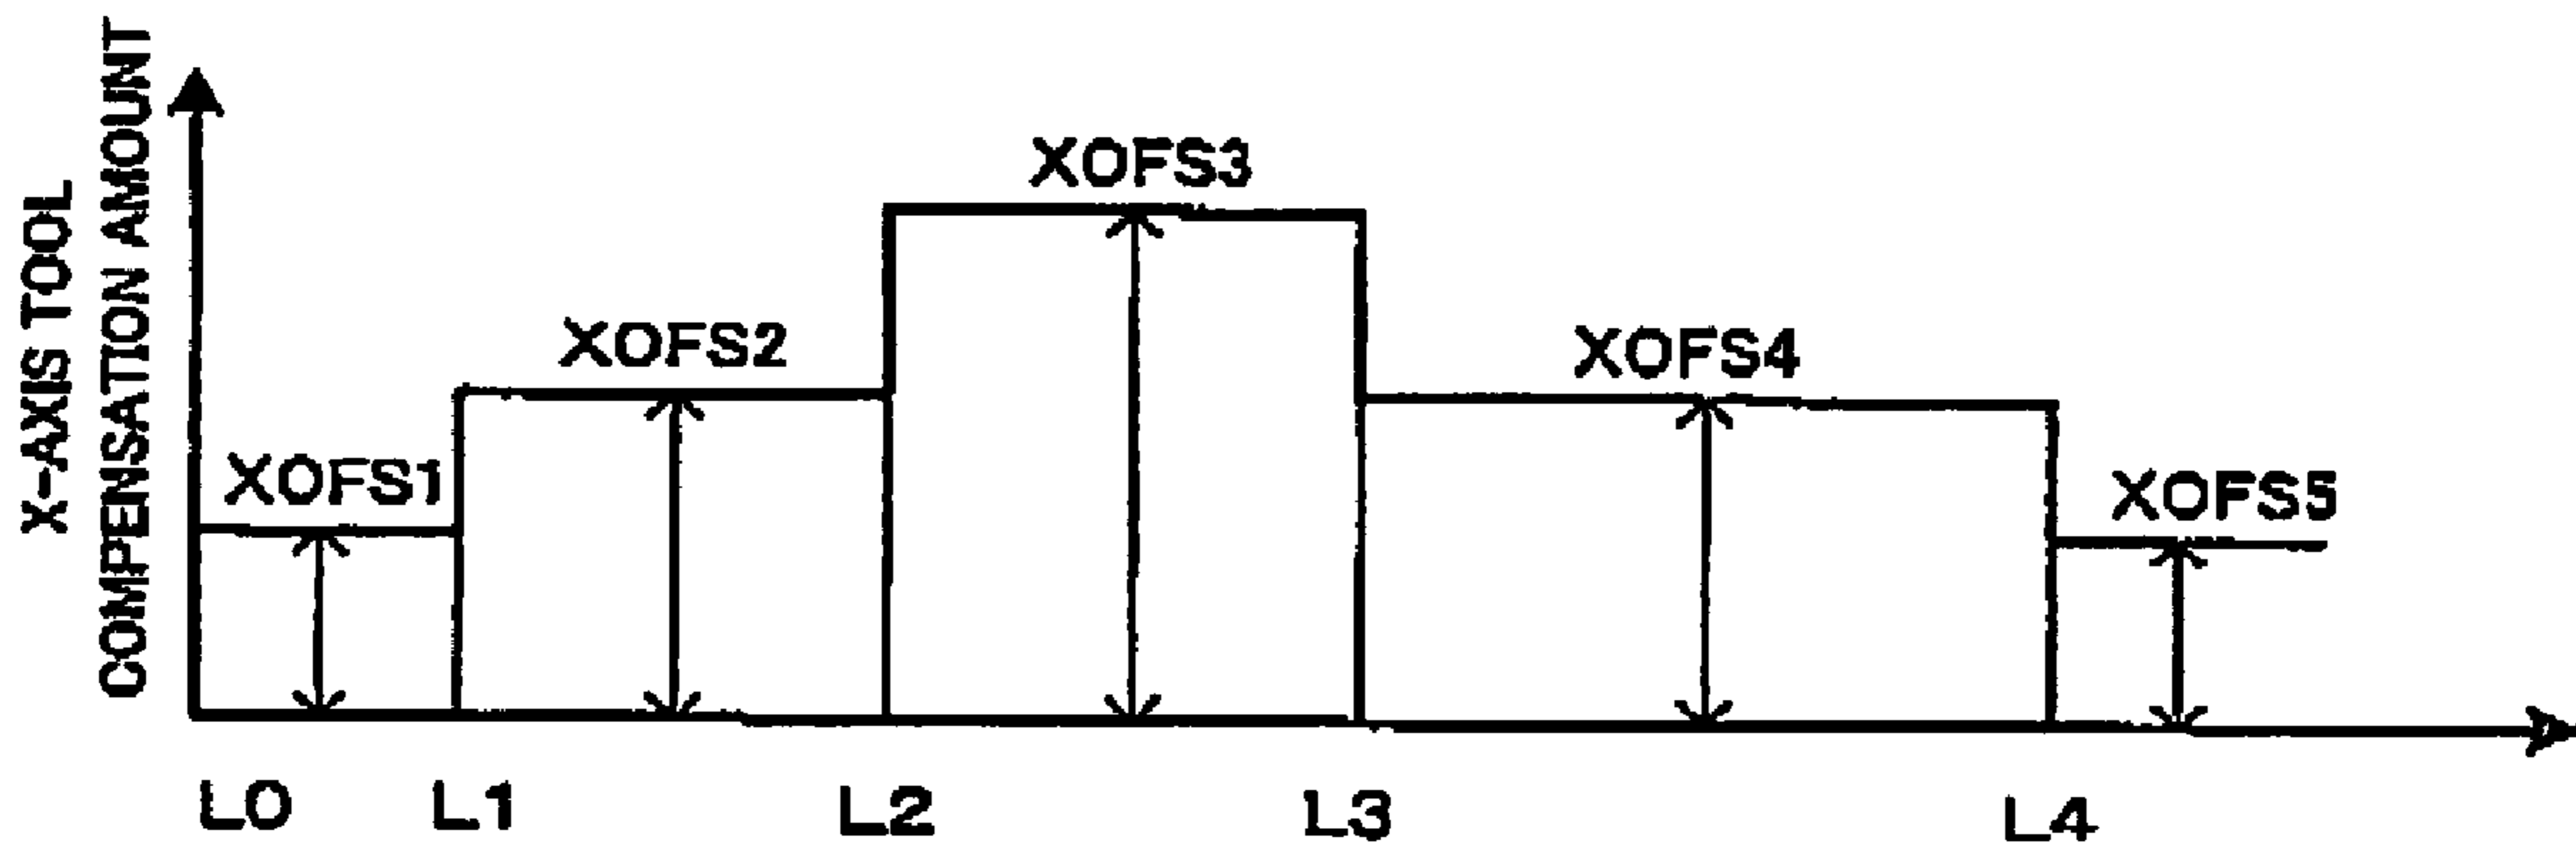 X-AXIS TOOL
COMPENSATION AMOUNT
XOFS1
XOFS2
XOFS3
XOFS4
XOFS5
L0
L1
L2
L3
L4